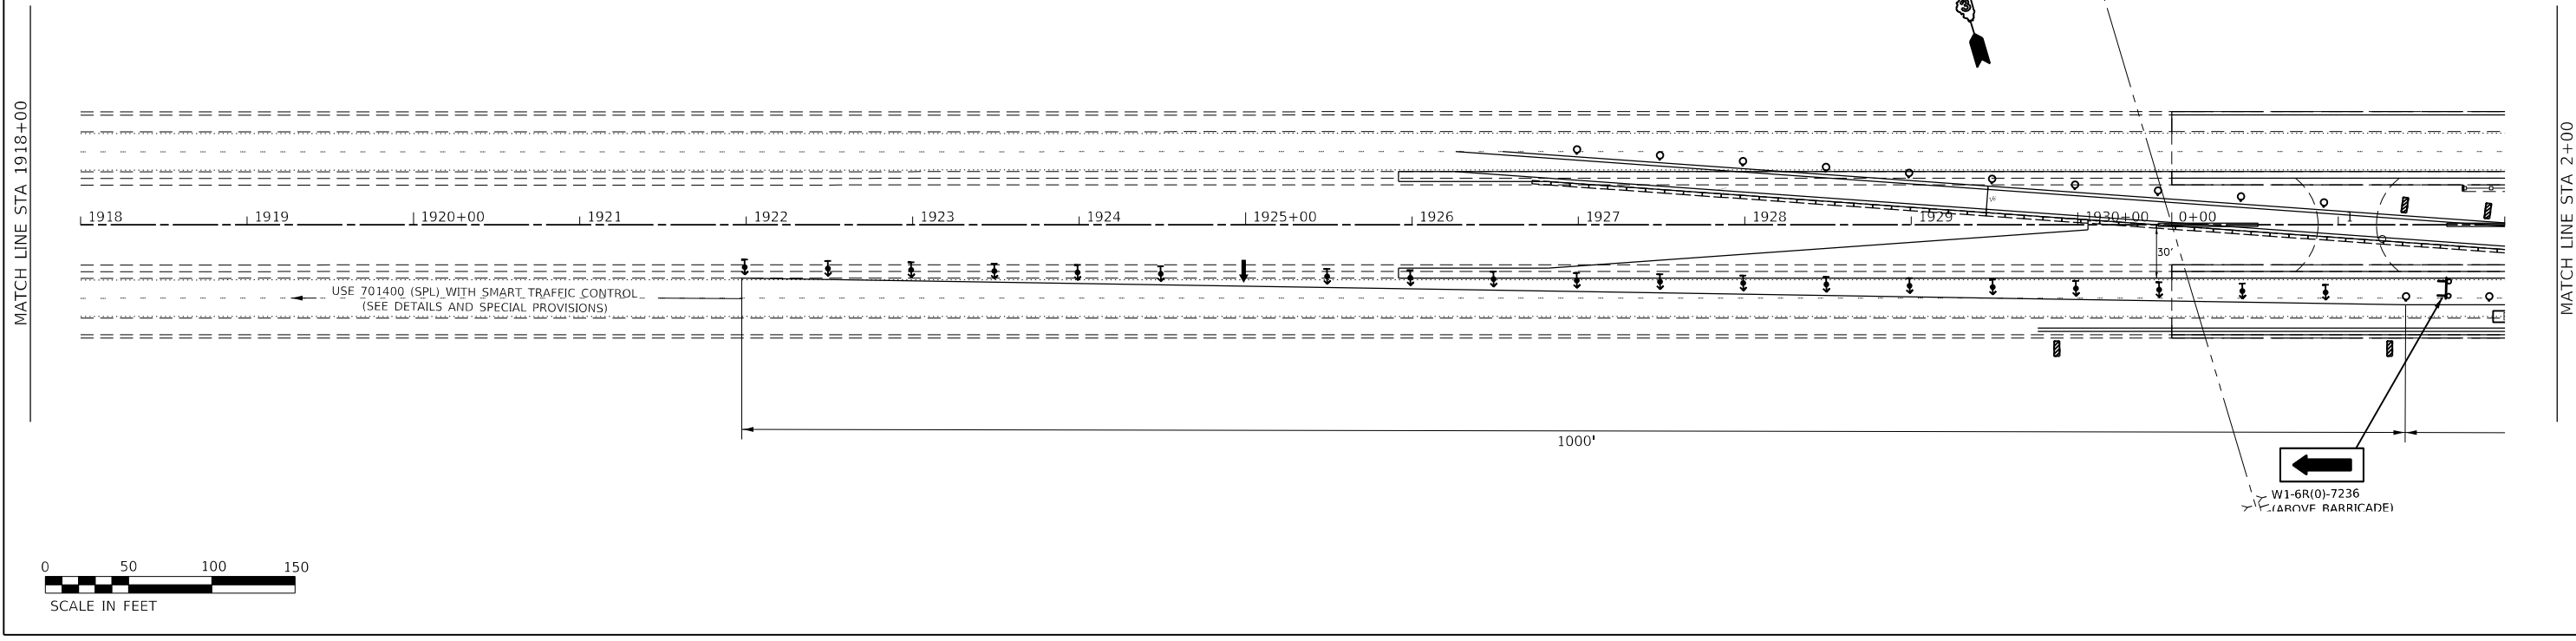 MATCH LINE STA 1918+00
3
1918 1919 1920+00 1921 1922 1923 1924 1925+00 1926 1927 1928 1929 1930+00 0+00 1
30'
USE 701400 (SPL) WITH SMART TRAFFIC CONTROL
(SEE DETAILS AND SPECIAL PROVISIONS)
1000'
W1-6R(0)-7236
(ABOVE BARRICADE)
MATCH LINE STA 2+00
0 50 100 150
SCALE IN FEET